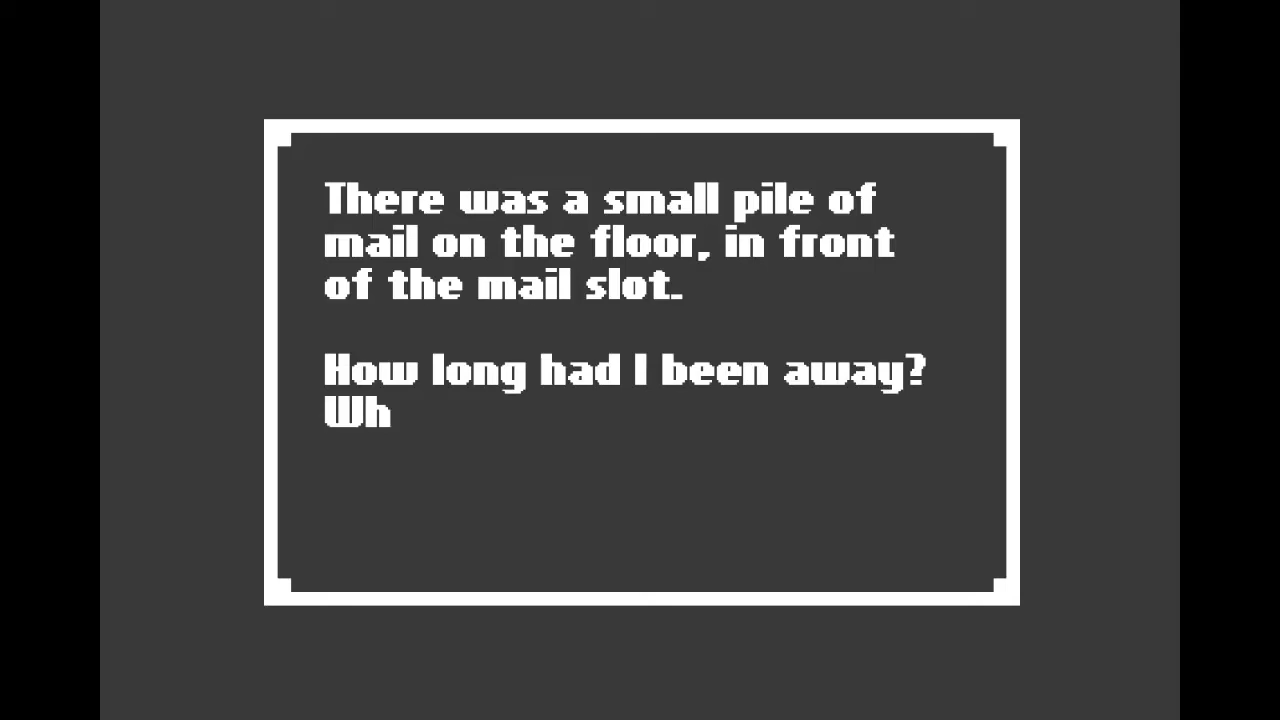 There was a small pile of
mail on the floor, in front
of the mail slot.
How long had I been away?
Wh